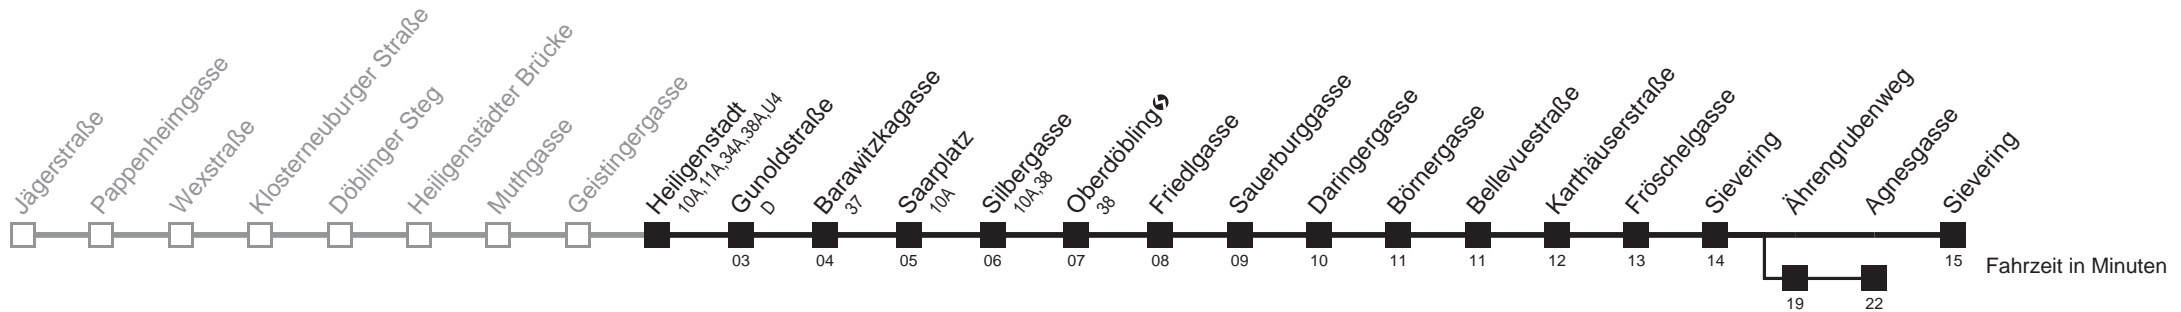 Jägerstraße
Pappenheimgasse
Wexstraße
Klosterneuburger Straße
Döblinger Steg
Heiligenstädter Brücke
Muthgasse
Geistingergasse
Heiligenstadt
10A,11A,34A,38A,U4
Gunoldstraße
D
Barawitzkagasse
37
Saarplatz
10A
Silbergasse
10A,38
Oberdöbling
38
Friedlgasse
Sauerburggasse
Daringergasse
Börnergasse
Bellevuestraße
Karthäuserstraße
Fröschelgasse
Sievering
Ährengrubenweg
Agnesgasse
Sievering
03 04 05 06 07 08 09 10 11 11 12 13 14 15
Fahrzeit in Minuten
19 22